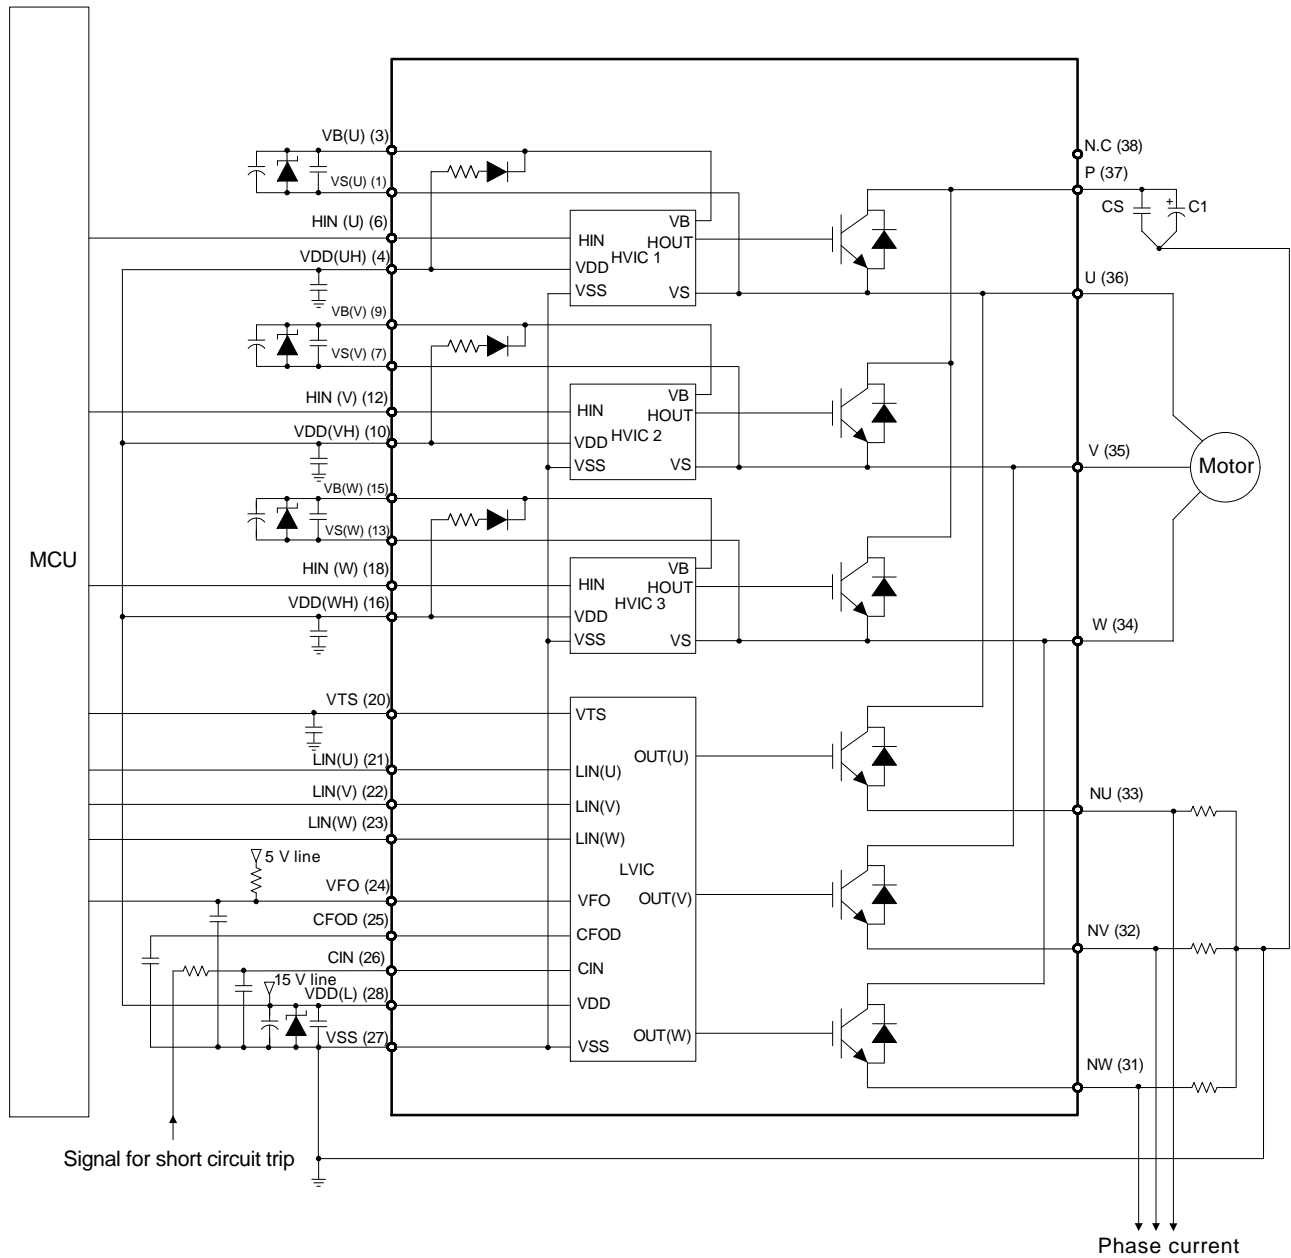 MCU
VB(U) (3)
VS(U) (1)
HIN (U) (6)
VDD(UH) (4)
VB(V) (9)
VS(V) (7)
HIN (V) (12)
VDD(VH) (10)
VB(W) (15)
VS(W) (13)
HIN (W) (18)
VDD(WH) (16)
VTS (20)
LIN(U) (21)
LIN(V) (22)
LIN(W) (23)
5 V line
VFO (24)
CFOD (25)
CIN (26)
15 V line
VDD(L) (28)
VSS (27)
Signal for short circuit trip
VB
HIN
HOUT
HVIC 1
VDD
VSS
VS
VB
HIN
HOUT
HVIC 2
VDD
VSS
VS
VB
HIN
HOUT
HVIC 3
VDD
VSS
VS
VTS
OUT(U)
LIN(U)
LIN(V)
LIN(W)
LVIC
VFO
OUT(V)
CFOD
CIN
VDD
OUT(W)
VSS
N.C (38)
P (37)
CS
+
C1
U (36)
V (35)
Motor
W (34)
NU (33)
NV (32)
NW (31)
Phase current